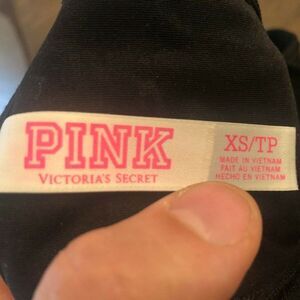 PINK
VICTORIA'S SECRET
XS/TP
MADE IN VIETNAM
FAIT AU VIETNAM
HECHO EN VIETNAM